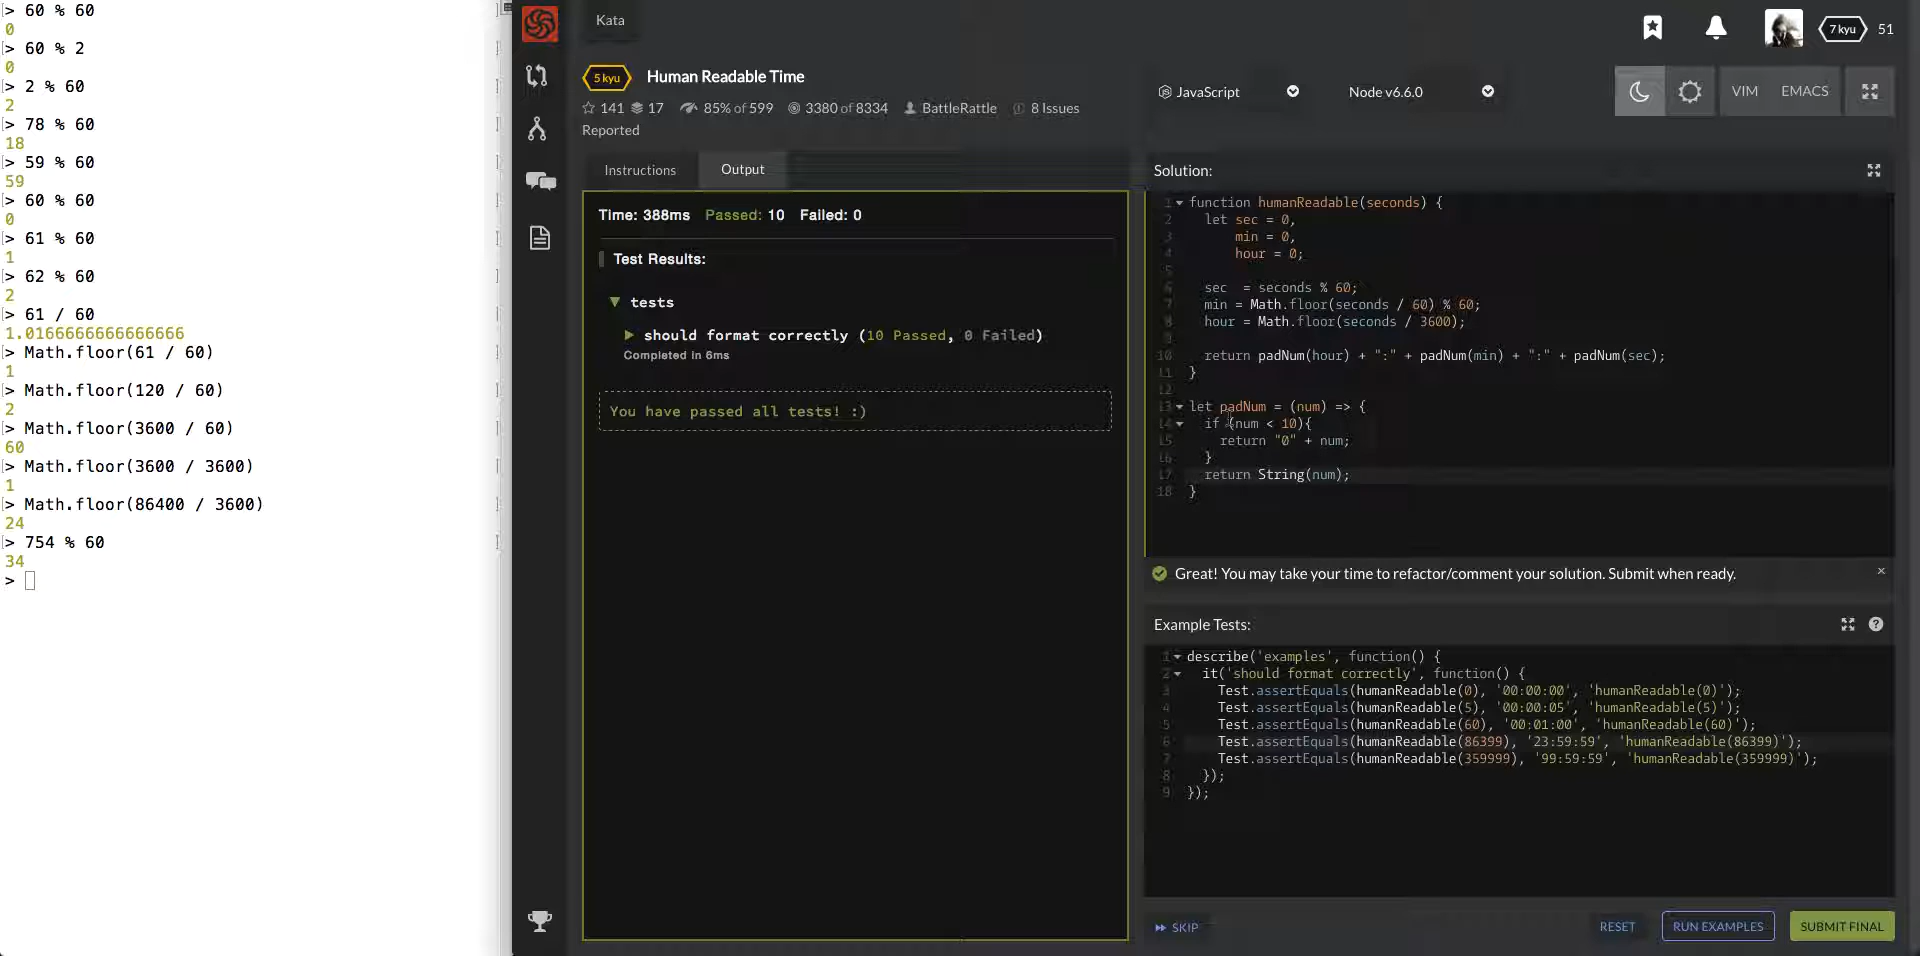 > 60 % 60
0
> 60 % 2
0
> 2 % 60
2
> 78 % 60
18
> 59 % 60
59
> 60 % 60
0
> 61 % 60
1
> 62 % 60
2
> 61 / 60
1.0166666666666666
> Math.floor(61 / 60)
1
> Math.floor(120 / 60)
2
> Math.floor(3600 / 60)
60
> Math.floor(3600 / 3600)
1
> Math.floor(86400 / 3600)
24
> 754 % 60
34
>
Kata
7 kyu 51
5 kyu Human Readable Time
141 17 85% of 599 3380 of 8334 BattleRattle 8 Issues
Reported
JavaScript
Node v6.6.0
VIM EMACS
Instructions Output
Time: 388ms Passed: 10 Failed: 0
Test Results:
tests
should format correctly (10 Passed, 0 Failed)
Completed in 6ms
You have passed all tests! :)
Solution:
1 function humanReadable(seconds) {
2 let sec = 0,
3 min = 0,
4 hour = 0;
5
6 sec = seconds % 60;
7 min = Math.floor(seconds / 60) % 60;
8 hour = Math.floor(seconds / 3600);
9
10 return padNum(hour) + ":" + padNum(min) + ":" + padNum(sec);
11 }
12
13 let padNum = (num) => {
14 if (num < 10){
15 return "0" + num;
16 }
17 return String(num);
18 }
Great! You may take your time to refactor/comment your solution. Submit when ready.
Example Tests:
1 describe('examples', function() {
2 it('should format correctly', function() {
3 Test.assertEquals(humanReadable(0), '00:00:00', 'humanReadable(0)');
4 Test.assertEquals(humanReadable(5), '00:00:05', 'humanReadable(5)');
5 Test.assertEquals(humanReadable(60), '00:01:00', 'humanReadable(60)');
6 Test.assertEquals(humanReadable(86399), '23:59:59', 'humanReadable(86399)');
7 Test.assertEquals(humanReadable(359999), '99:59:59', 'humanReadable(359999)');
8 });
9 });
SKIP
RESET
RUN EXAMPLES
SUBMIT FINAL